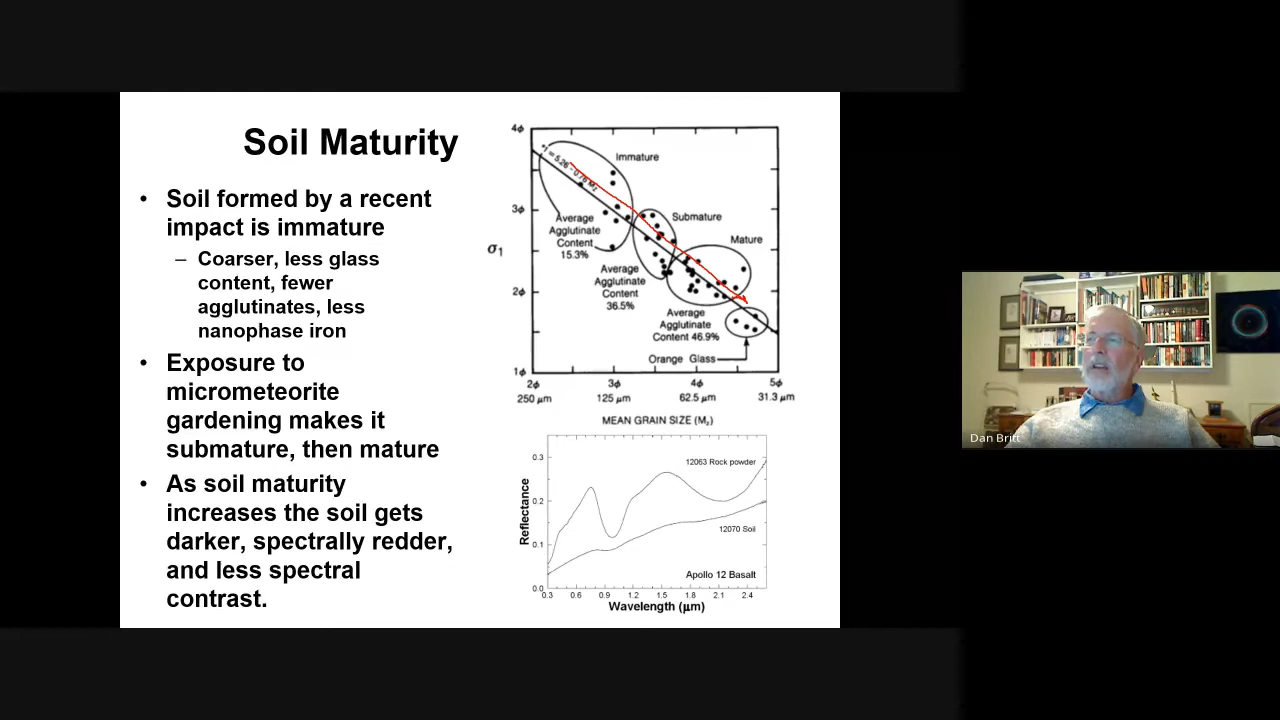 Soil Maturity
• Soil formed by a recent
impact is immature
– Coarser, less glass
content, fewer
agglutinates, less
nanophase iron
• Exposure to
micrometeorite
gardening makes it
submature, then mature
• As soil maturity
increases the soil gets
darker, spectrally redder,
and less spectral
contrast.
4φ
3φ
σ1
2φ
1φ
Immature
Submature
Mature
Average
Agglutinate
Content
15.3%
Average
Agglutinate
Content
36.5%
Average
Agglutinate
Content 46.9%
Orange Glass
2φ 3φ 4φ 5φ
250 μm 125 μm 62.5 μm 31.3 μm
MEAN GRAIN SIZE (Mz)
Reflectance
0.3
0.2
0.1
0.0
12063 Rock powder
12070 Soil
Apollo 12 Basalt
0.3 0.6 0.9 1.2 1.5 1.8 2.1 2.4
Wavelength (μm)
Dan Britt